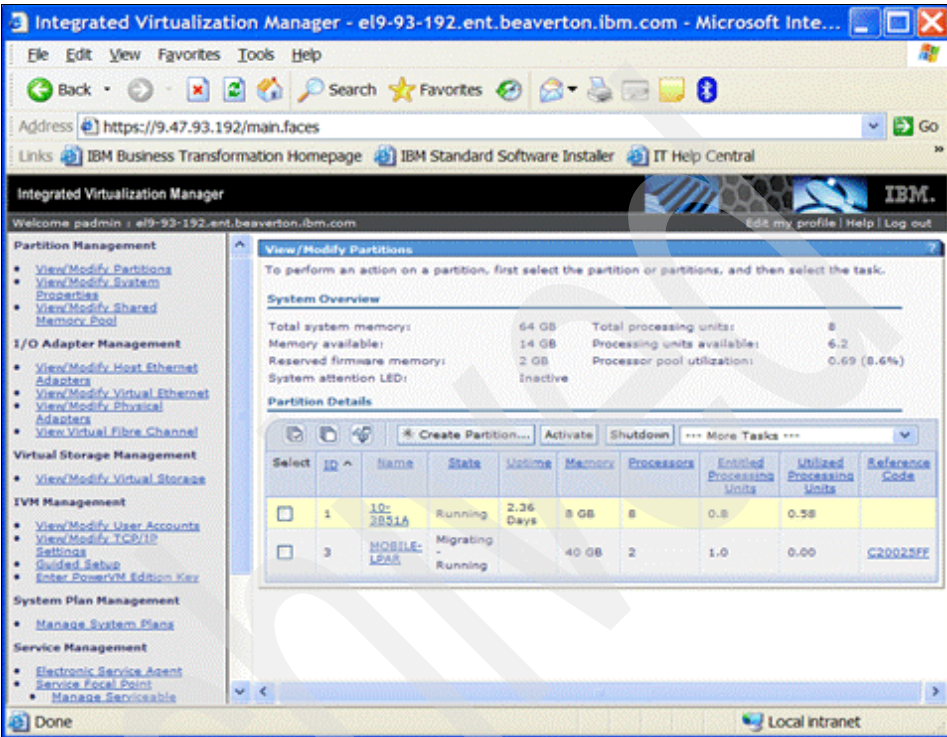 Integrated Virtualization Manager - el9-93-192.ent.beaverton.ibm.com - Microsoft Inte...
File Edit View Favorites Tools Help
Back Search Favorites
Address https://9.47.93.192/main.faces Go
Links IBM Business Transformation Homepage IBM Standard Software Installer IT Help Central
Integrated Virtualization Manager IBM.
Welcome padmin : el9-93-192.ent.beaverton.ibm.com Edit my profile | Help | Log out
Partition Management
View/Modify Partitions
View/Modify System
Properties
View/Modify Shared
Memory Pool
I/O Adapter Management
View/Modify Host Ethernet
Adapters
View/Modify Virtual Ethernet
View/Modify Physical
Adapters
View Virtual Fibre Channel
Virtual Storage Management
View/Modify Virtual Storage
IVM Management
View/Modify User Accounts
View/Modify TCP/IP
Settings
Guided Setup
Enter PowerVM Edition Key
System Plan Management
Manage System Plans
Service Management
Electronic Service Agent
Service Focal Point
Manage Serviceable
View/Modify Partitions ?
To perform an action on a partition, first select the partition or partitions, and then select the task.
System Overview
Total system memory: 64 GB Total processing units: 8
Memory available: 14 GB Processing units available: 6.2
Reserved firmware memory: 2 GB Processor pool utilization: 0.69 (8.6%)
System attention LED: Inactive
Partition Details
Create Partition... Activate Shutdown --- More Tasks ---
Select ID Name State Uptime Memory Processors Entitled Processing Units Utilized Processing Units Reference Code
1 10-3B51A Running 2.36 Days 8 GB 8 0.8 0.58
3 MOBILE-LPAR Migrating - Running 40 GB 2 1.0 0.00 C20025FF
Done Local intranet